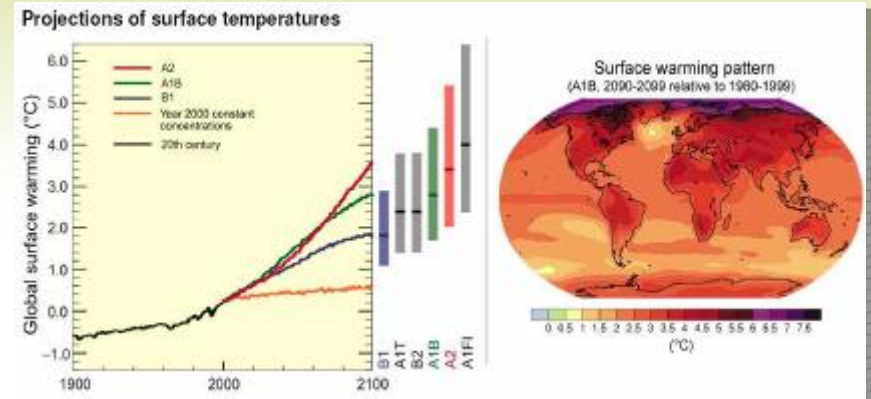 Projections of surface temperatures
Global surface warming (°C)
6.0
5.0
4.0
3.0
2.0
1.0
0.0
–1.0
A2
A1B
B1
Year 2000 constant
concentrations
20th century
1900
2000
2100
B1
A1T
B2
A1B
A2
A1FI
Surface warming pattern
(A1B, 2090-2099 relative to 1980-1999)
0 0.5 1 1.5 2 2.5 3 3.5 4 4.5 5 5.5 6 6.5 7 7.5
(°C)